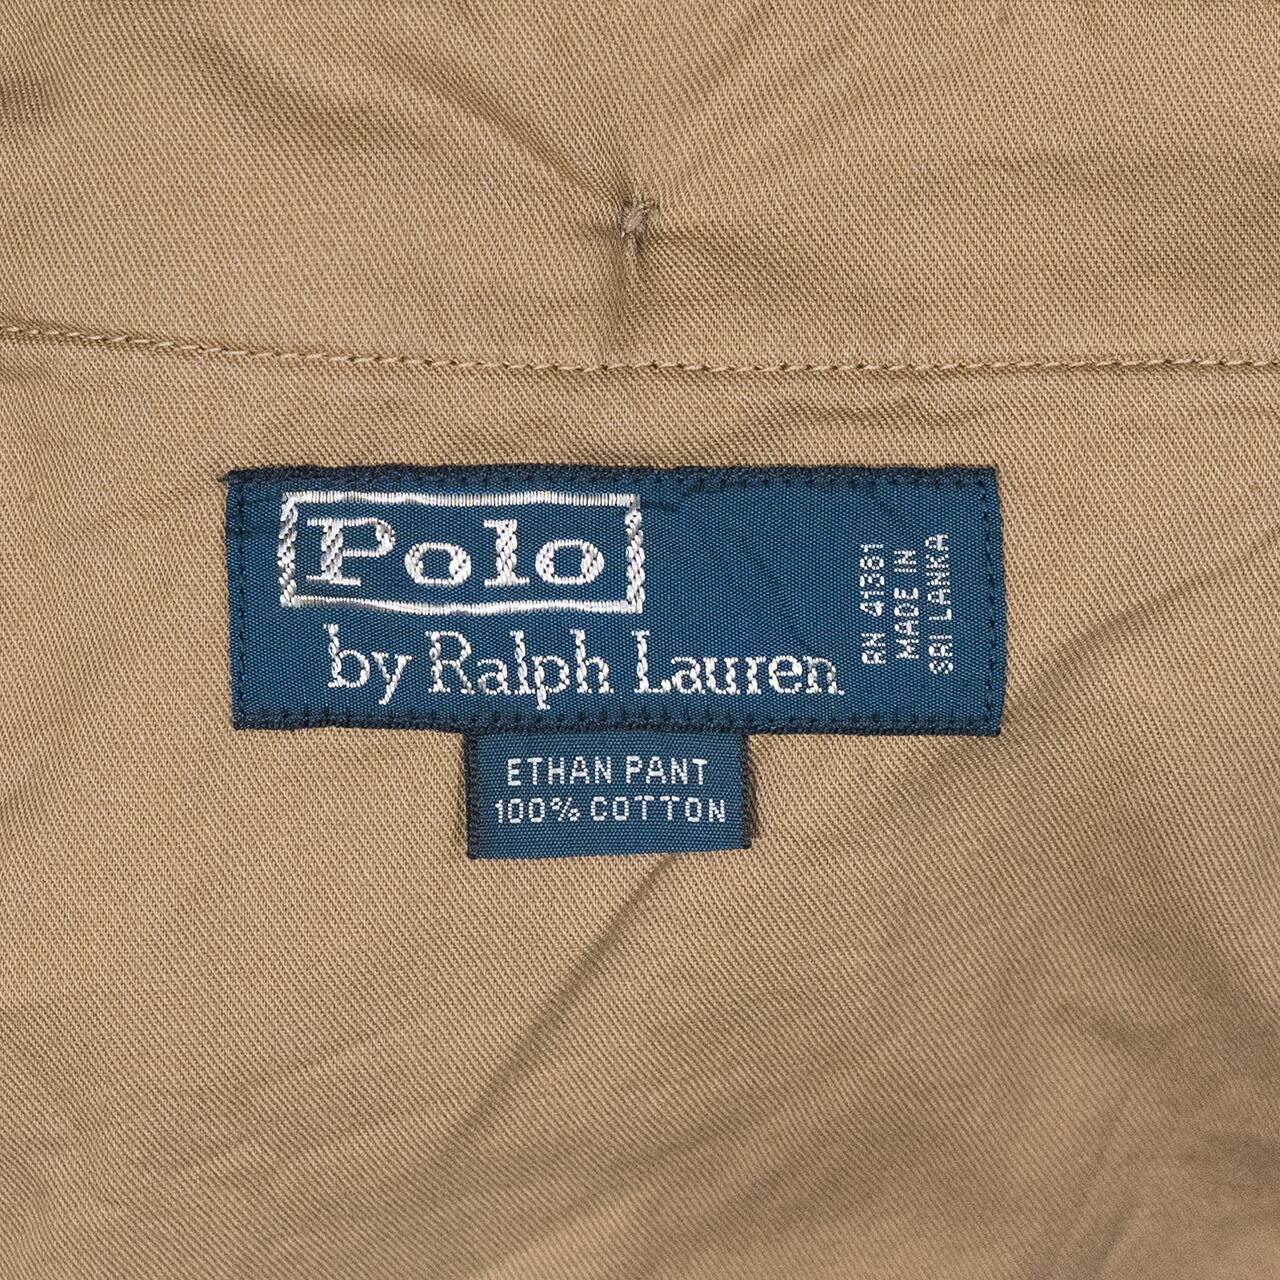 Polo
by Ralph Lauren
RN 41381
MADE IN
SRI LANKA
ETHAN PANT
100% COTTON